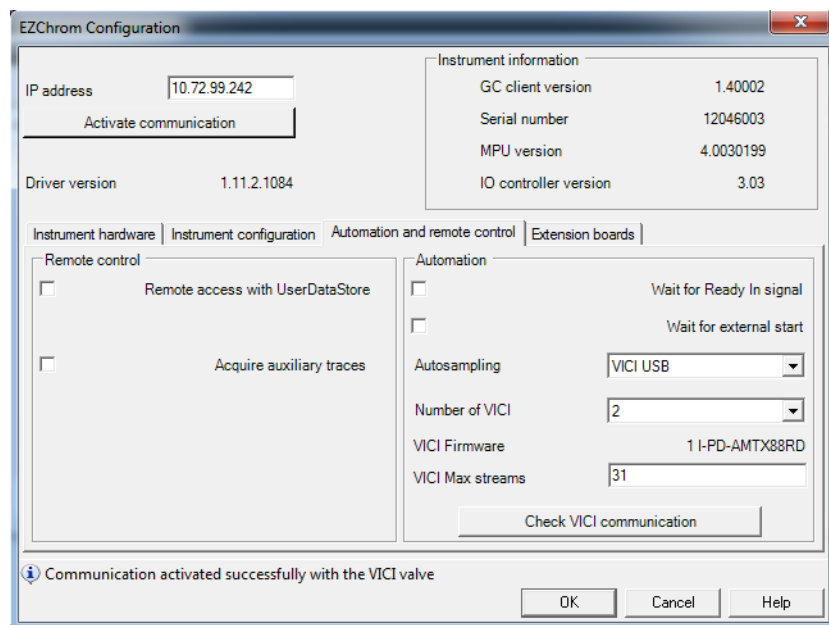 EZChrom Configuration
IP address 10.72.99.242
Activate communication
Driver version 1.11.2.1084
Instrument information
GC client version 1.40002
Serial number 12046003
MPU version 4.0030199
IO controller version 3.03
Instrument hardware Instrument configuration Automation and remote control Extension boards
Remote control
Remote access with UserDataStore
Acquire auxiliary traces
Automation
Wait for Ready In signal
Wait for external start
Autosampling VICI USB
Number of VICI 2
VICI Firmware 1 I-PD-AMTX88RD
VICI Max streams 31
Check VICI communication
Communication activated successfully with the VICI valve
OK Cancel Help